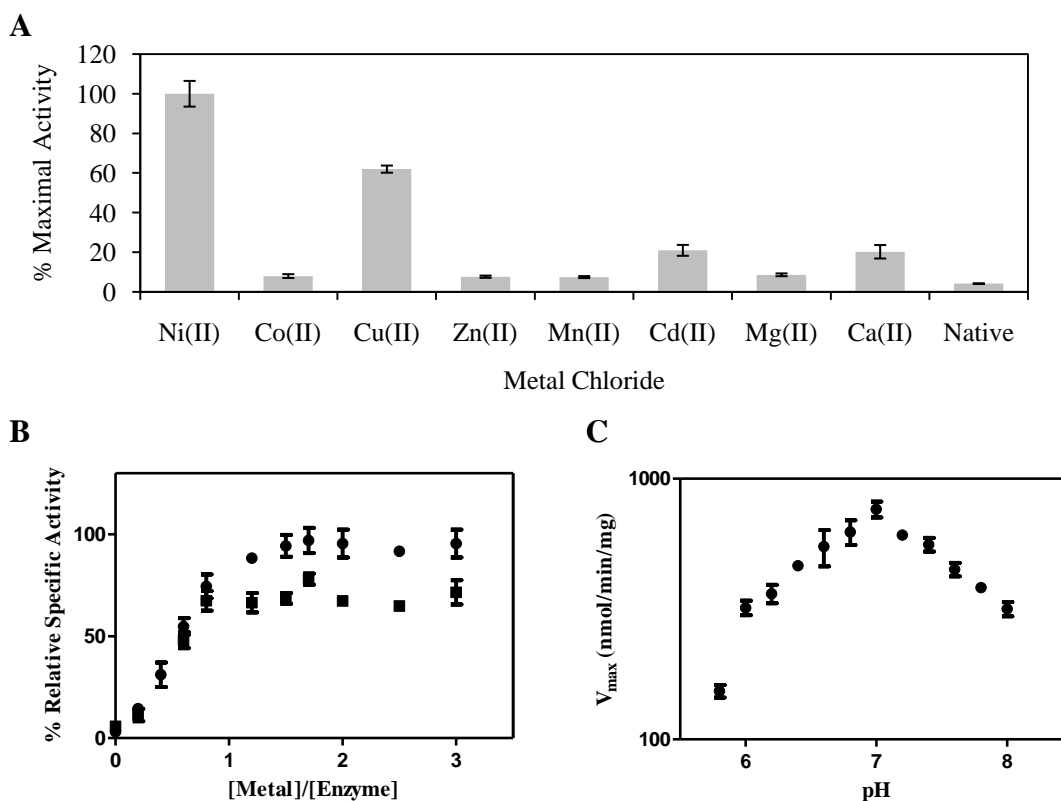 A
% Maximal Activity
120
100
80
60
40
20
0
Ni(II) Co(II) Cu(II) Zn(II) Mn(II) Cd(II) Mg(II) Ca(II) Native
Metal Chloride
B
% Relative Specific Activity
100
50
0
0 1 2 3
[Metal]/[Enzyme]
C
Vmax (nmol/min/mg)
1000
100
6 7 8
pH